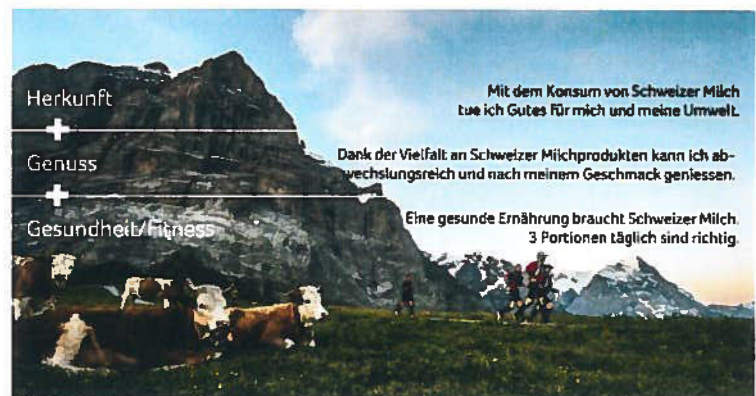 Herkunft
Mit dem Konsum von Schweizer Milch
tue ich Gutes für mich und meine Umwelt.
Genuss
Dank der Vielfalt an Schweizer Milchprodukten kann ich ab-
wechslungsreich und nach meinem Geschmack geniessen.
Gesundheit/Fitness
Eine gesunde Ernährung braucht Schweizer Milch.
3 Portionen täglich sind richtig.